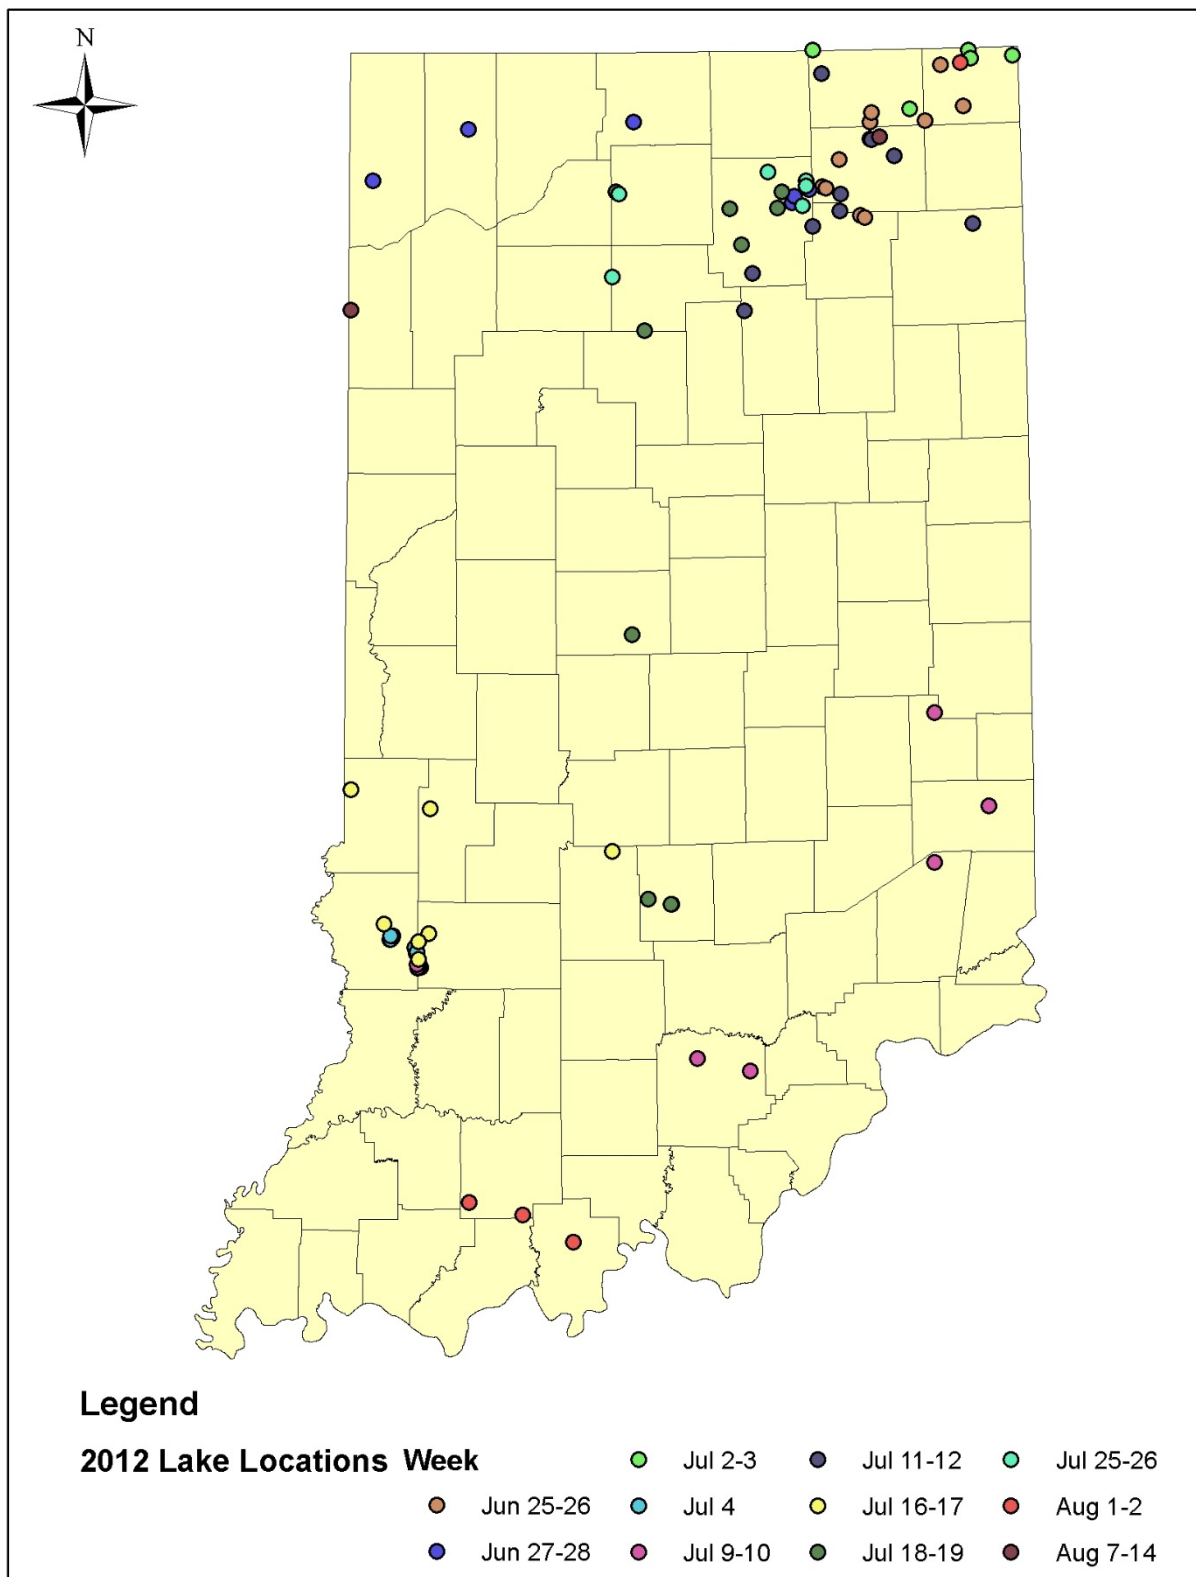 N
Legend
2012 Lake Locations Week
Jul 2-3 Jul 11-12 Jul 25-26
Jun 25-26 Jul 4 Jul 16-17 Aug 1-2
Jun 27-28 Jul 9-10 Jul 18-19 Aug 7-14